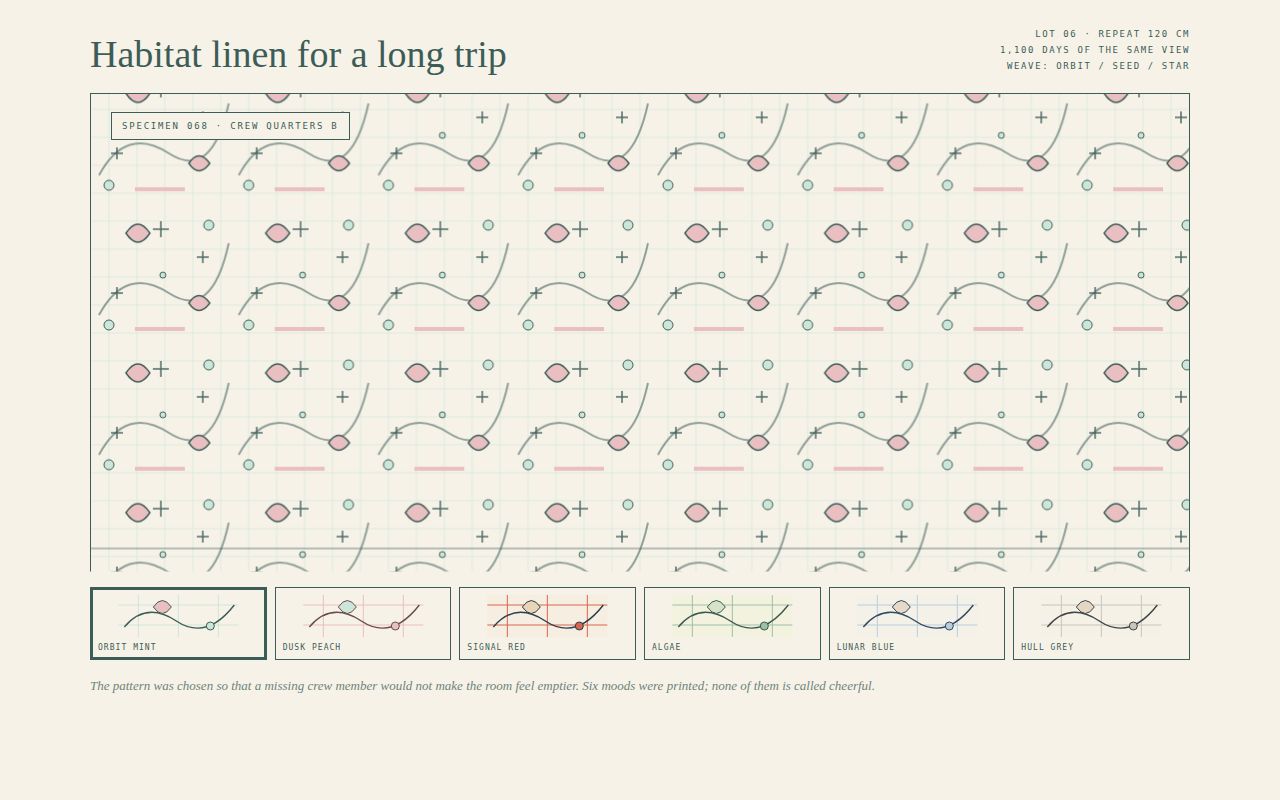 Habitat linen for a long trip
LOT 06 · REPEAT 120 CM
1,100 DAYS OF THE SAME VIEW
WEAVE: ORBIT / SEED / STAR
SPECIMEN 068 · CREW QUARTERS B
ORBIT MINT
DUSK PEACH
SIGNAL RED
ALGAE
LUNAR BLUE
HULL GREY
The pattern was chosen so that a missing crew member would not make the room feel emptier. Six moods were printed; none of them is called cheerful.